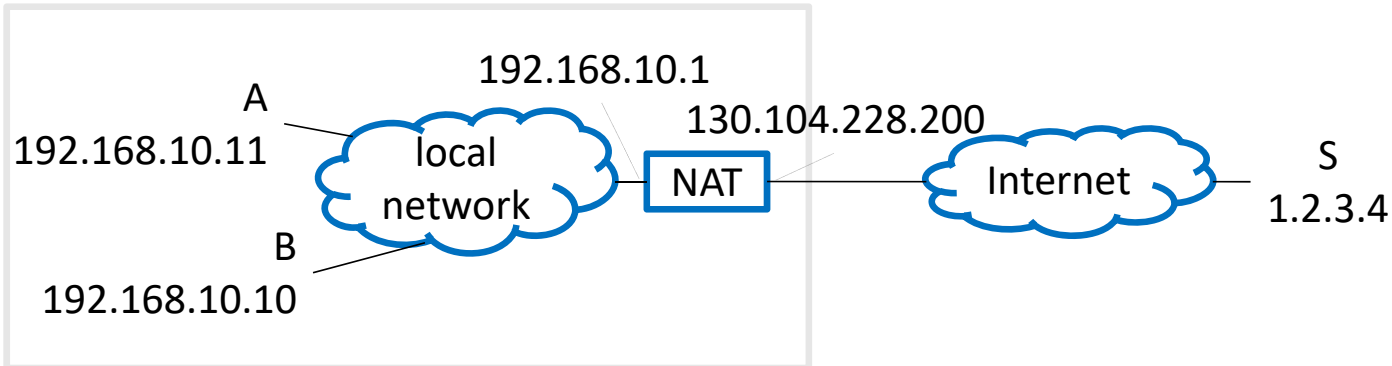 192.168.10.1
A
130.104.228.200
192.168.10.11
local
network
NAT
Internet
S
1.2.3.4
B
192.168.10.10